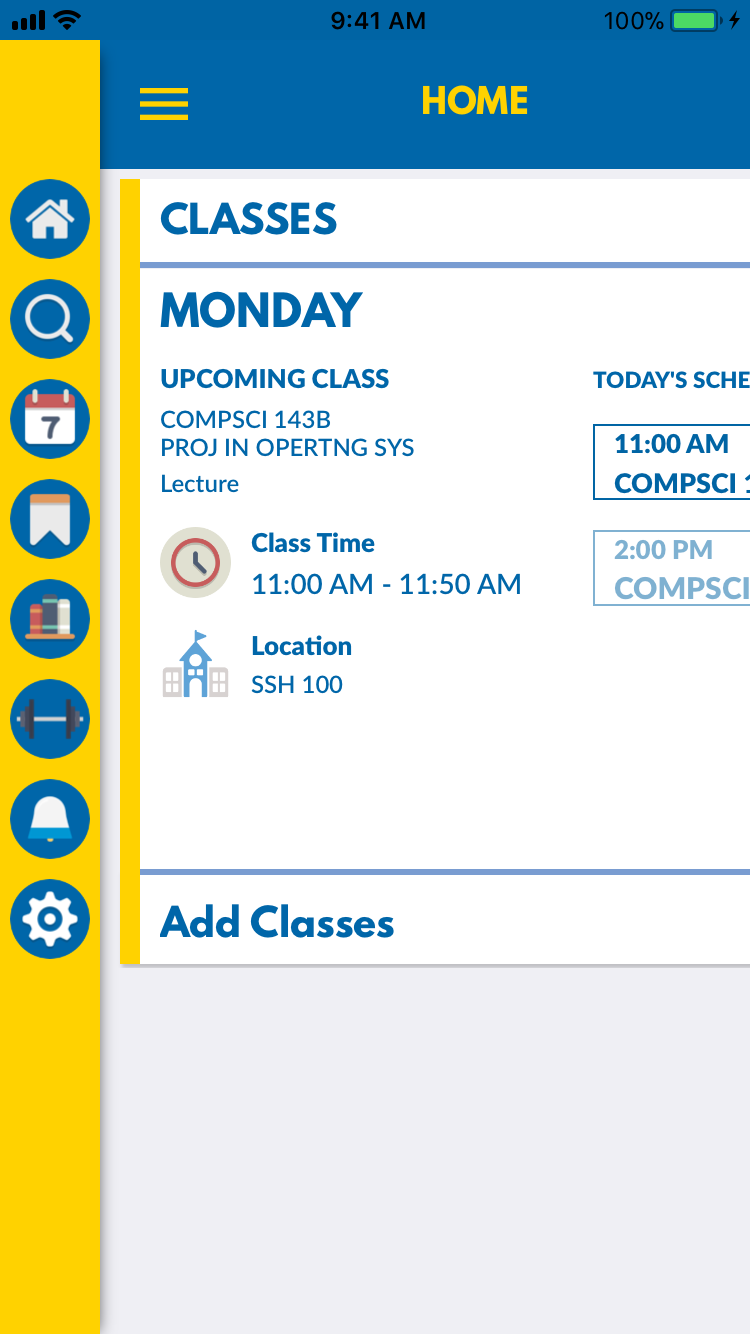 9:41 AM
100%
HOME
CLASSES
MONDAY
UPCOMING CLASS
COMPSCI 143B
PROJ IN OPERTNG SYS
Lecture
Class Time
11:00 AM - 11:50 AM
Location
SSH 100
TODAY'S SCHE
11:00 AM
COMPSCI 1
2:00 PM
COMPSCI
Add Classes
7